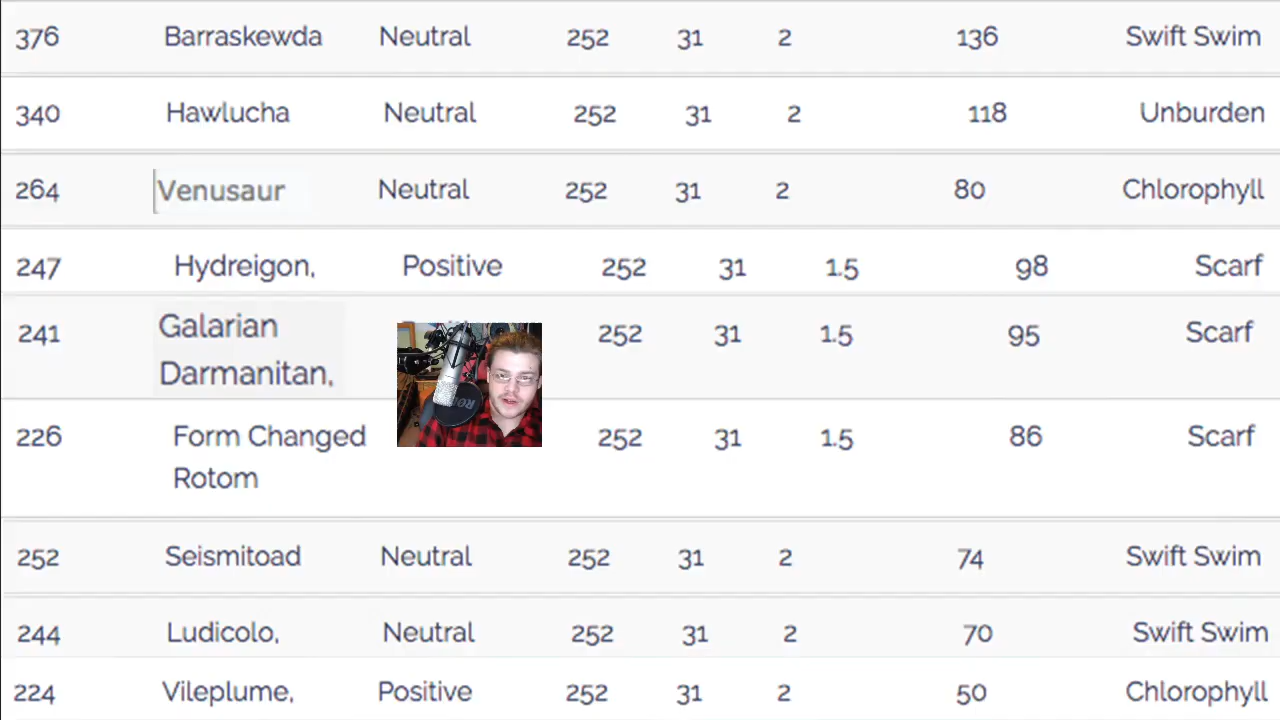 376 Barraskewda Neutral 252 31 2 136 Swift Swim
340 Hawlucha Neutral 252 31 2 118 Unburden
264 Venusaur Neutral 252 31 2 80 Chlorophyll
247 Hydreigon, Positive 252 31 1.5 98 Scarf
241 Galarian Darmanitan, 252 31 1.5 95 Scarf
226 Form Changed Rotom 252 31 1.5 86 Scarf
252 Seismitoad Neutral 252 31 2 74 Swift Swim
244 Ludicolo, Neutral 252 31 2 70 Swift Swim
224 Vileplume, Positive 252 31 2 50 Chlorophyll